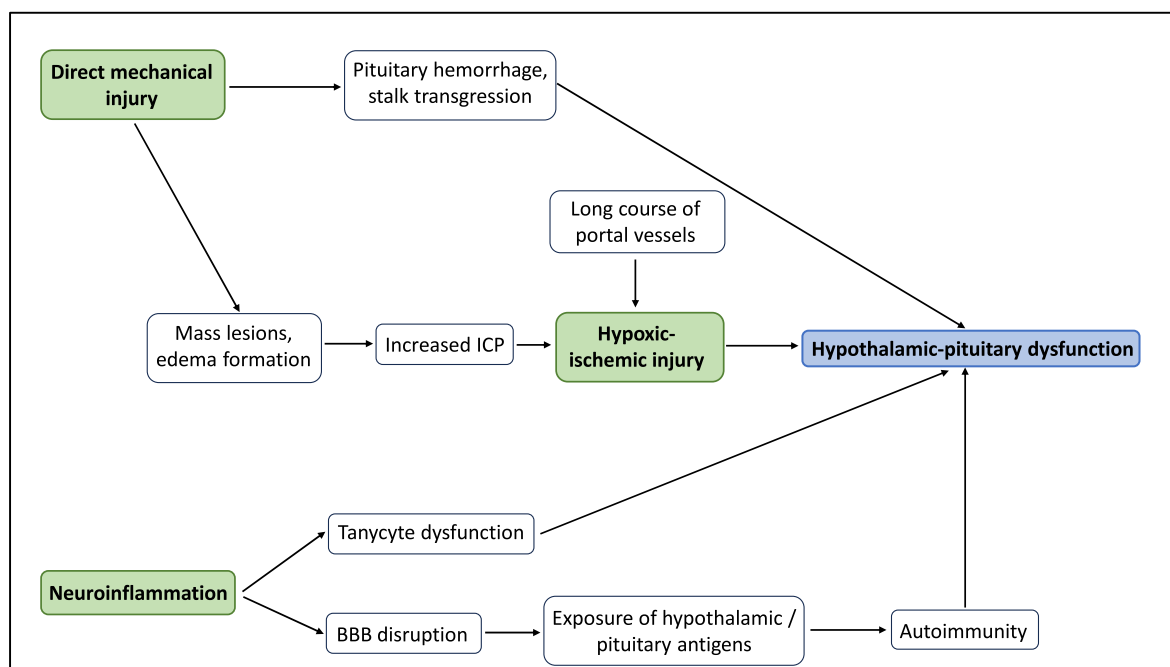 Direct mechanical
injury
Pituitary hemorrhage,
stalk transgression
Long course of
portal vessels
Mass lesions,
edema formation
Increased ICP
Hypoxic-
ischemic injury
Hypothalamic-pituitary dysfunction
Tanycyte dysfunction
Neuroinflammation
BBB disruption
Exposure of hypothalamic /
pituitary antigens
Autoimmunity